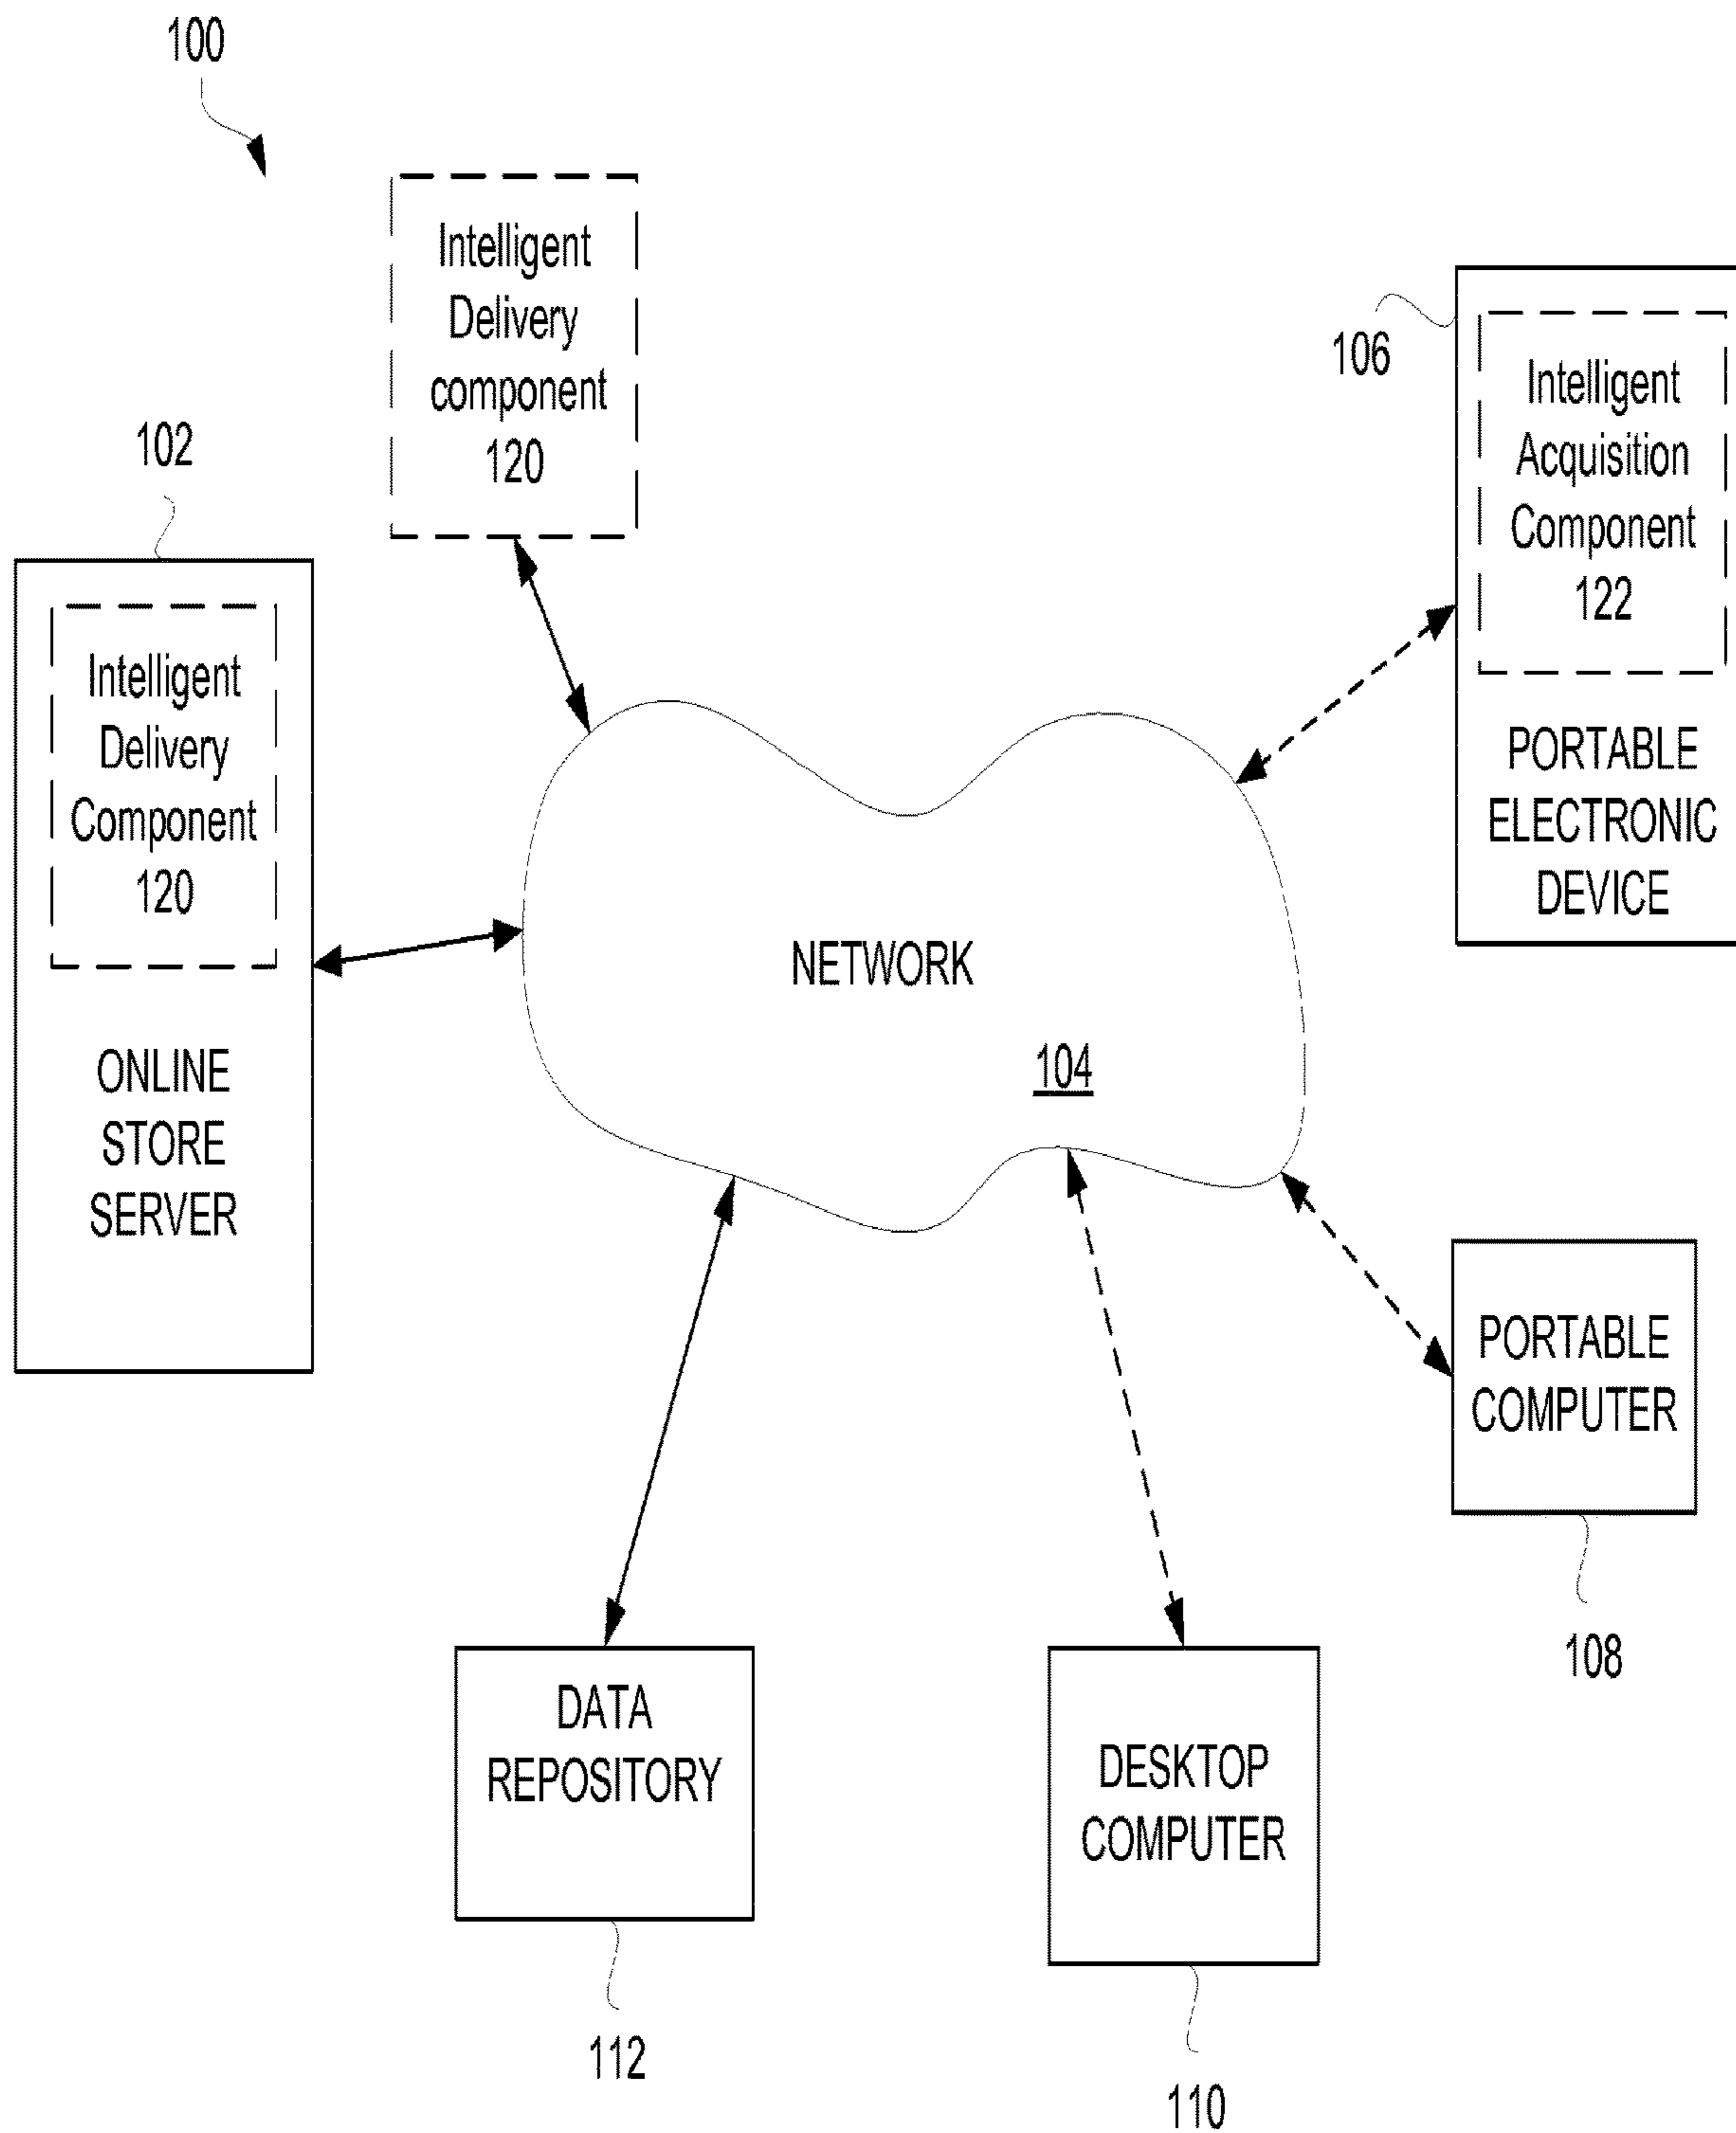 100
Intelligent
Delivery
component
120
106
Intelligent
Acquisition
Component
122
PORTABLE
ELECTRONIC
DEVICE
102
Intelligent
Delivery
Component
120
ONLINE
STORE
SERVER
NETWORK
104
PORTABLE
COMPUTER
108
DATA
REPOSITORY
112
DESKTOP
COMPUTER
110